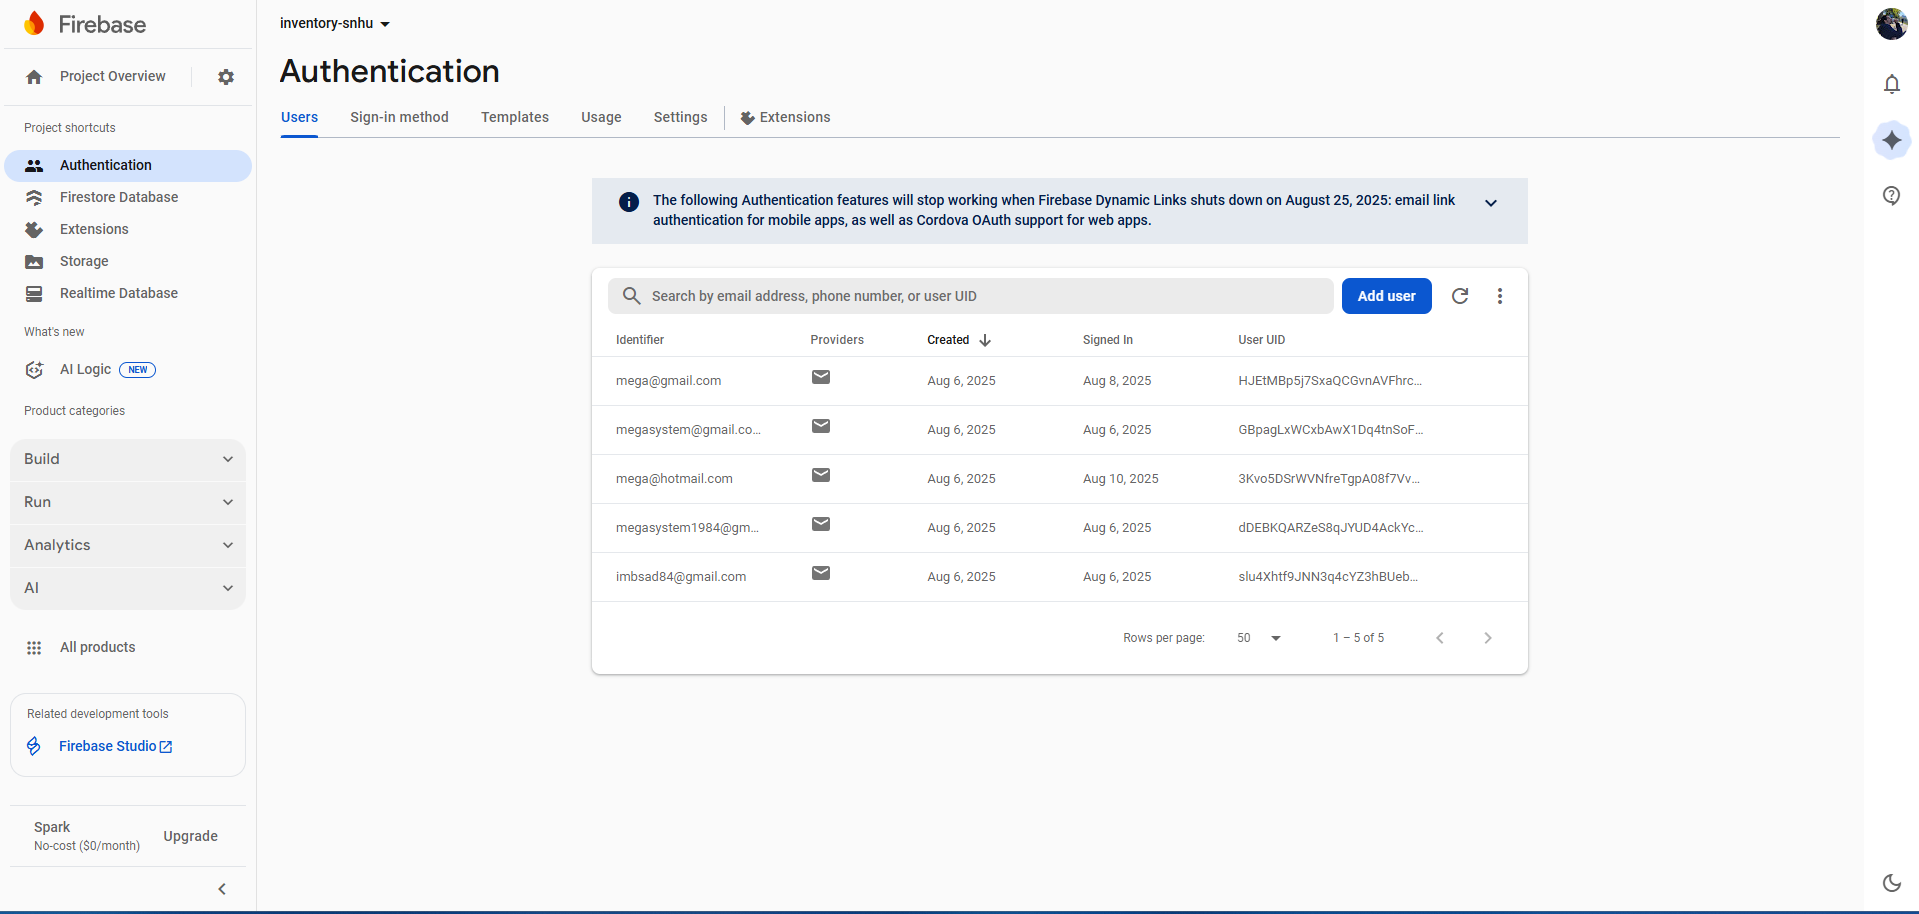 Firebase
Project Overview
Project shortcuts
Authentication
Firestore Database
Extensions
Storage
Realtime Database
What's new
AI Logic NEW
Product categories
Build
Run
Analytics
AI
All products
Related development tools
Firebase Studio
Spark
No-cost ($0/month)
Upgrade
inventory-snhu
Authentication
Users Sign-in method Templates Usage Settings Extensions
The following Authentication features will stop working when Firebase Dynamic Links shuts down on August 25, 2025: email link
authentication for mobile apps, as well as Cordova OAuth support for web apps.
Search by email address, phone number, or user UID Add user
Identifier Providers Created Signed In User UID
mega@gmail.com Aug 6, 2025 Aug 8, 2025 HJEtMBp5j7SxaQCGvnAVFhrc...
megasystem@gmail.co... Aug 6, 2025 Aug 6, 2025 GBpagLxWCxbAwX1Dq4tnSoF...
mega@hotmail.com Aug 6, 2025 Aug 10, 2025 3Kvo5DSrWVNfreTgpA08f7Vv...
megasystem1984@gm... Aug 6, 2025 Aug 6, 2025 dDEBKQARZeS8qJYUD4AckYc...
imbsad84@gmail.com Aug 6, 2025 Aug 6, 2025 slu4Xhtf9JNN3q4cYZ3hBUeb...
Rows per page: 50 1 – 5 of 5